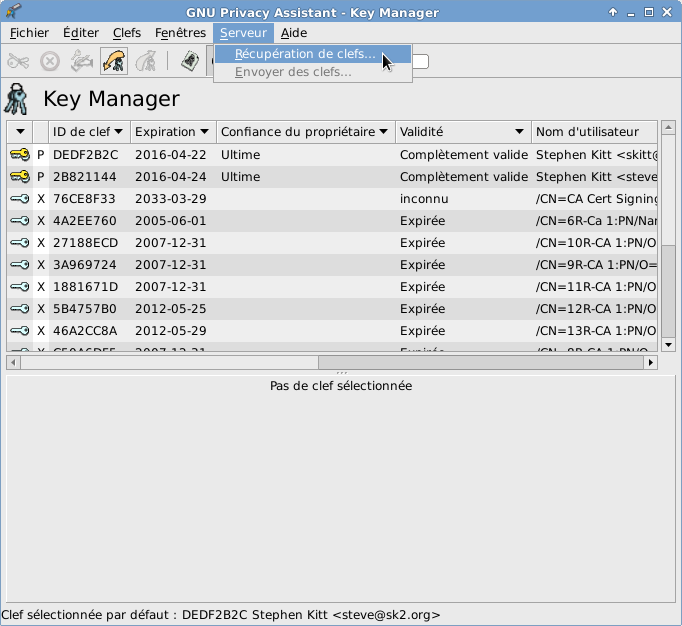 GNU Privacy Assistant - Key Manager
Fichier Éditer Clefs Fenêtres Serveur Aide
Récupération de clefs...
Envoyer des clefs...
Key Manager
ID de clef Expiration Confiance du propriétaire Validité Nom d'utilisateur
P DEDF2B2C 2016-04-22 Ultime Complètement valide Stephen Kitt <skitt@
P 2B821144 2016-04-24 Ultime Complètement valide Stephen Kitt <steve
X 76CE8F33 2033-03-29 inconnu /CN=CA Cert Signing
X 4A2EE760 2005-06-01 Expirée /CN=6R-Ca 1:PN/Nar
X 27188ECD 2007-12-31 Expirée /CN=10R-CA 1:PN/O
X 3A969724 2007-12-31 Expirée /CN=9R-CA 1:PN/O=
X 1881671D 2007-12-31 Expirée /CN=11R-CA 1:PN/O
X 5B4757B0 2012-05-25 Expirée /CN=12R-CA 1:PN/O
X 46A2CC8A 2012-05-29 Expirée /CN=13R-CA 1:PN/O
Pas de clef sélectionnée
Clef sélectionnée par défaut : DEDF2B2C Stephen Kitt <steve@sk2.org>